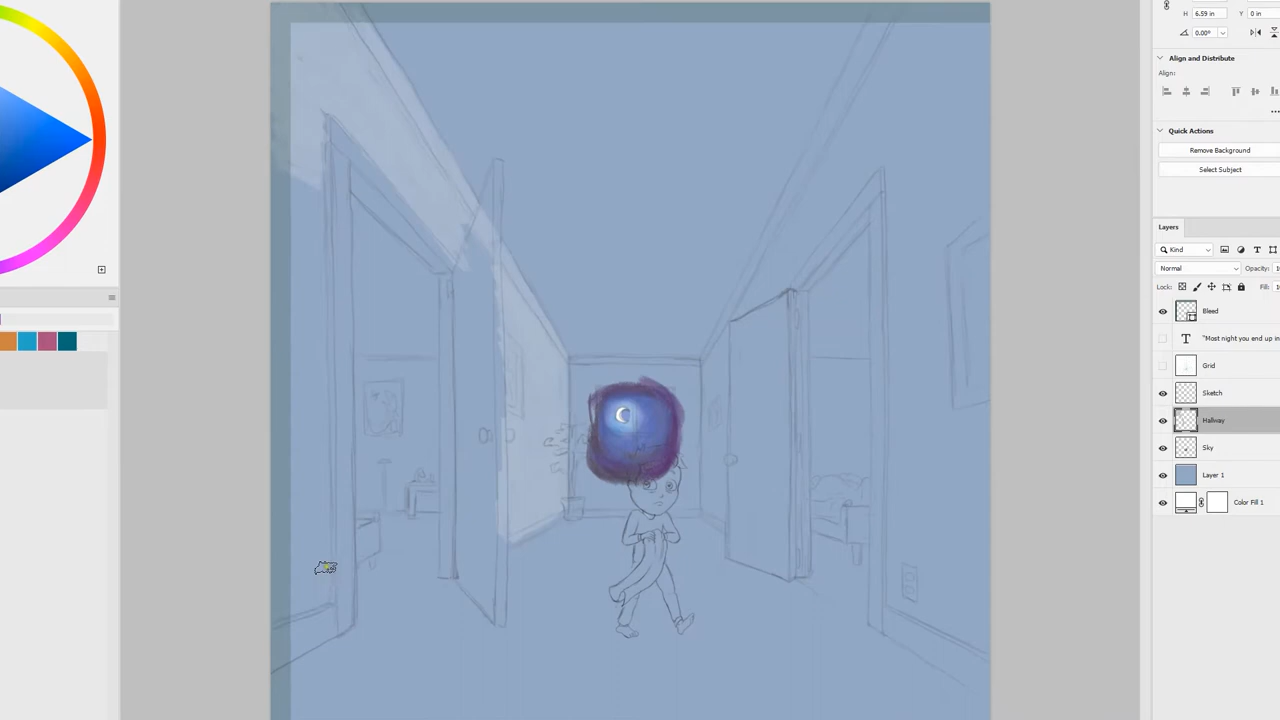 H 6.59 in Y 0 in
0.00°
Align and Distribute
Align:
Quick Actions
Remove Background
Select Subject
Layers
Kind
Normal Opacity:
Lock: Fill:
Bleed
T "Most night you end up in
Grid
Sketch
Hallway
Sky
Layer 1
Color Fill 1